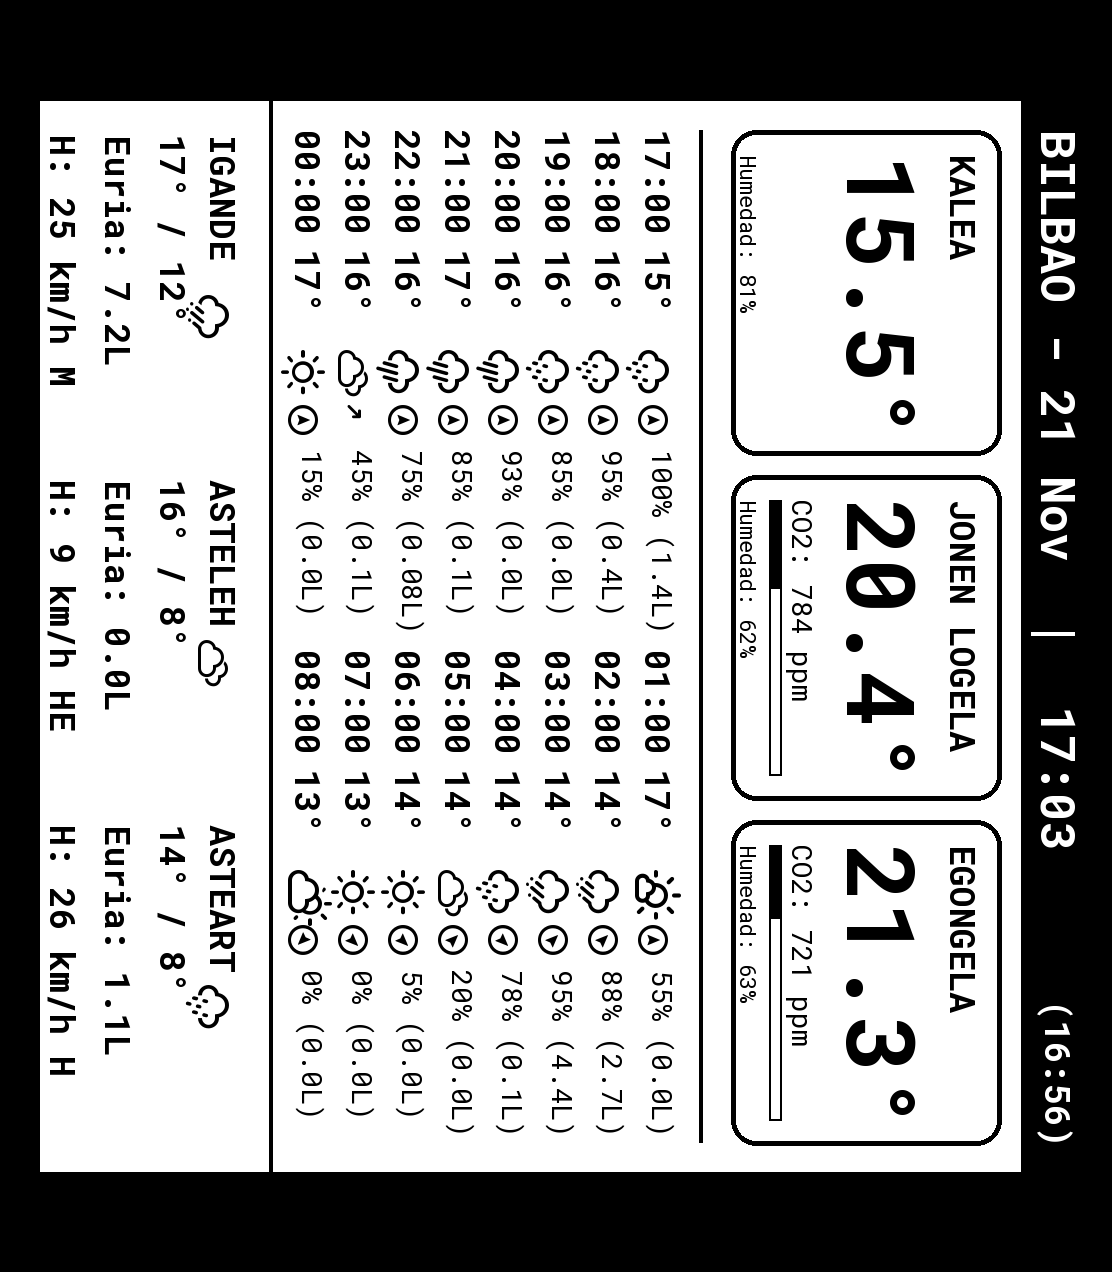 BILBAO - 21 Nov | 17:03 (16:56)
KALEA
15.5°
Humedad: 81%
JONEN LOGELA
20.4°
CO2: 784 ppm
Humedad: 62%
EGONGELA
21.3°
CO2: 721 ppm
Humedad: 63%
17:00 15° 100% (1.4L)
18:00 16° 95% (0.4L)
19:00 16° 85% (0.0L)
20:00 16° 93% (0.0L)
21:00 17° 85% (0.1L)
22:00 16° 75% (0.08L)
23:00 16° 45% (0.1L)
00:00 17° 15% (0.0L)
01:00 17° 55% (0.0L)
02:00 14° 88% (2.7L)
03:00 14° 95% (4.4L)
04:00 14° 78% (0.1L)
05:00 14° 20% (0.0L)
06:00 14° 5% (0.0L)
07:00 13° 0% (0.0L)
08:00 13° 0% (0.0L)
IGANDE
17° / 12°
Euria: 7.2L
H: 25 km/h M
ASTELEH
16° / 8°
Euria: 0.0L
H: 9 km/h HE
ASTEART
14° / 8°
Euria: 1.1L
H: 26 km/h H